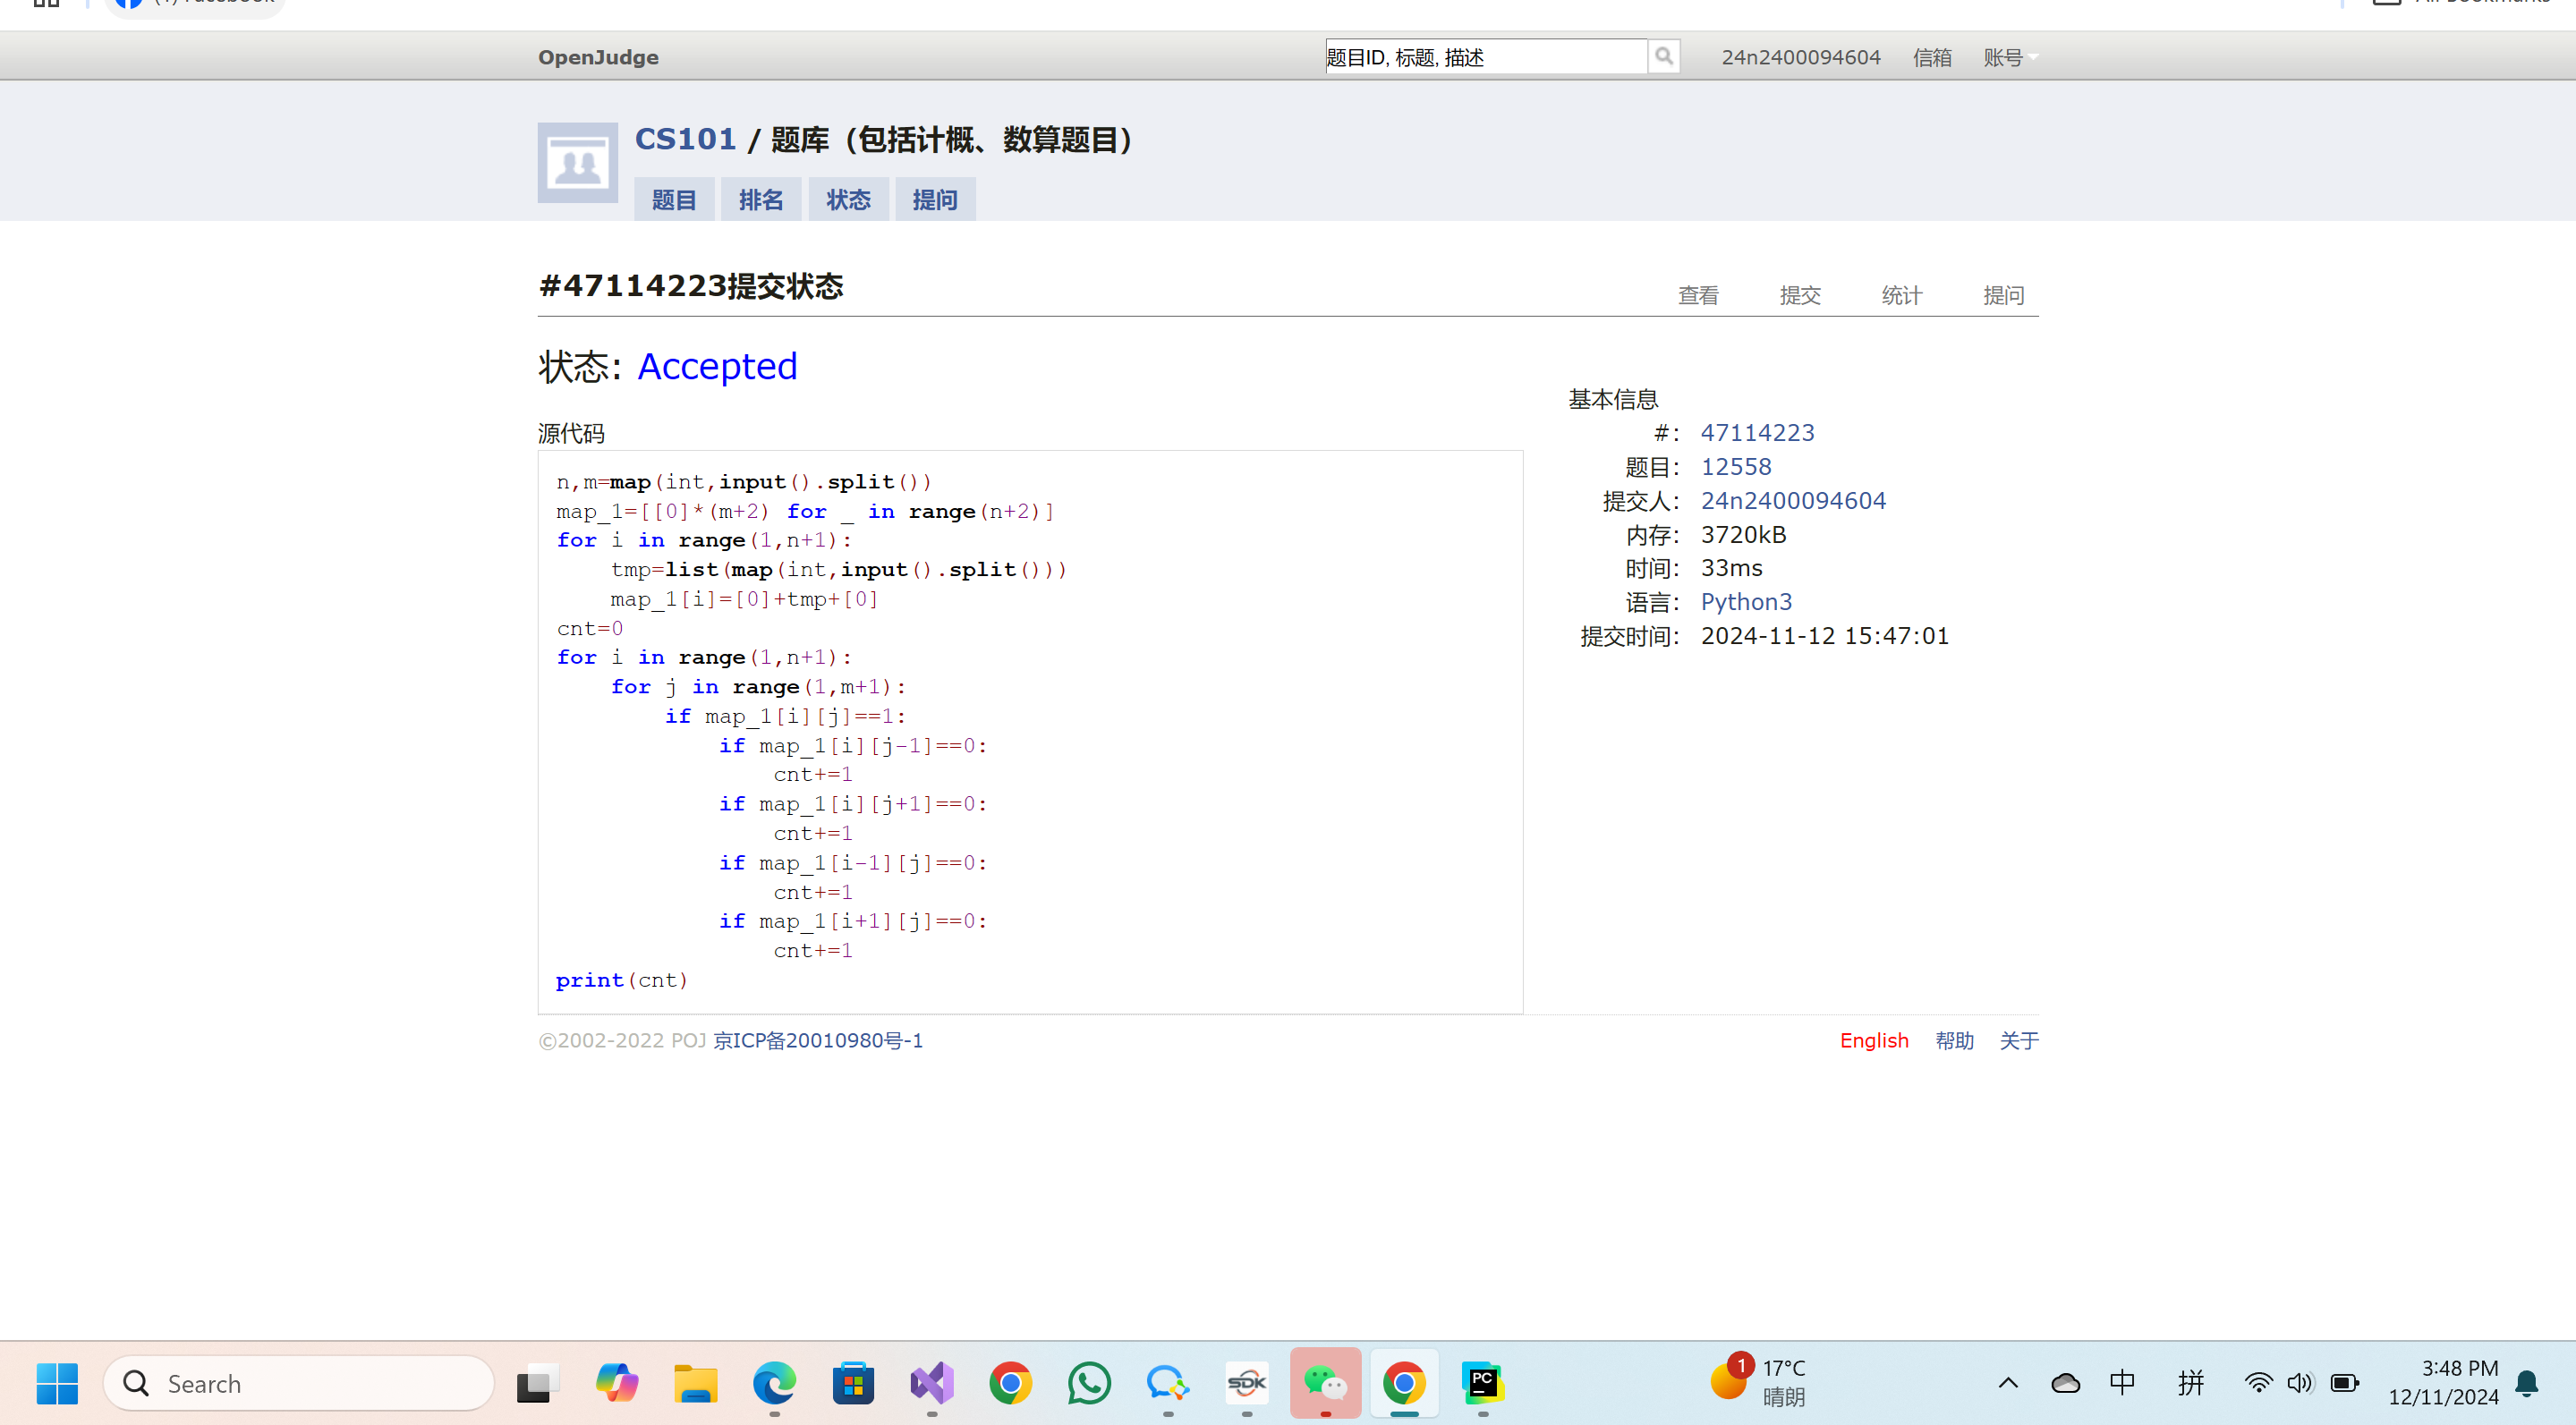 OpenJudge
题目ID, 标题, 描述
24n2400094604 信箱 账号
CS101 / 题库（包括计概、数算题目）
题目 排名 状态 提问
#47114223提交状态
查看 提交 统计 提问
状态: Accepted
源代码
n,m=map(int,input().split())
map_1=[[0]*(m+2) for _ in range(n+2)]
for i in range(1,n+1):
    tmp=list(map(int,input().split()))
    map_1[i]=[0]+tmp+[0]
cnt=0
for i in range(1,n+1):
    for j in range(1,m+1):
        if map_1[i][j]==1:
            if map_1[i][j-1]==0:
                cnt+=1
            if map_1[i][j+1]==0:
                cnt+=1
            if map_1[i-1][j]==0:
                cnt+=1
            if map_1[i+1][j]==0:
                cnt+=1
print(cnt)
基本信息
#: 47114223
题目: 12558
提交人: 24n2400094604
内存: 3720kB
时间: 33ms
语言: Python3
提交时间: 2024-11-12 15:47:01
©2002-2022 POJ 京ICP备20010980号-1
English 帮助 关于
Search
SDK
PC
1
17°C
晴朗
中
拼
3:48 PM
12/11/2024